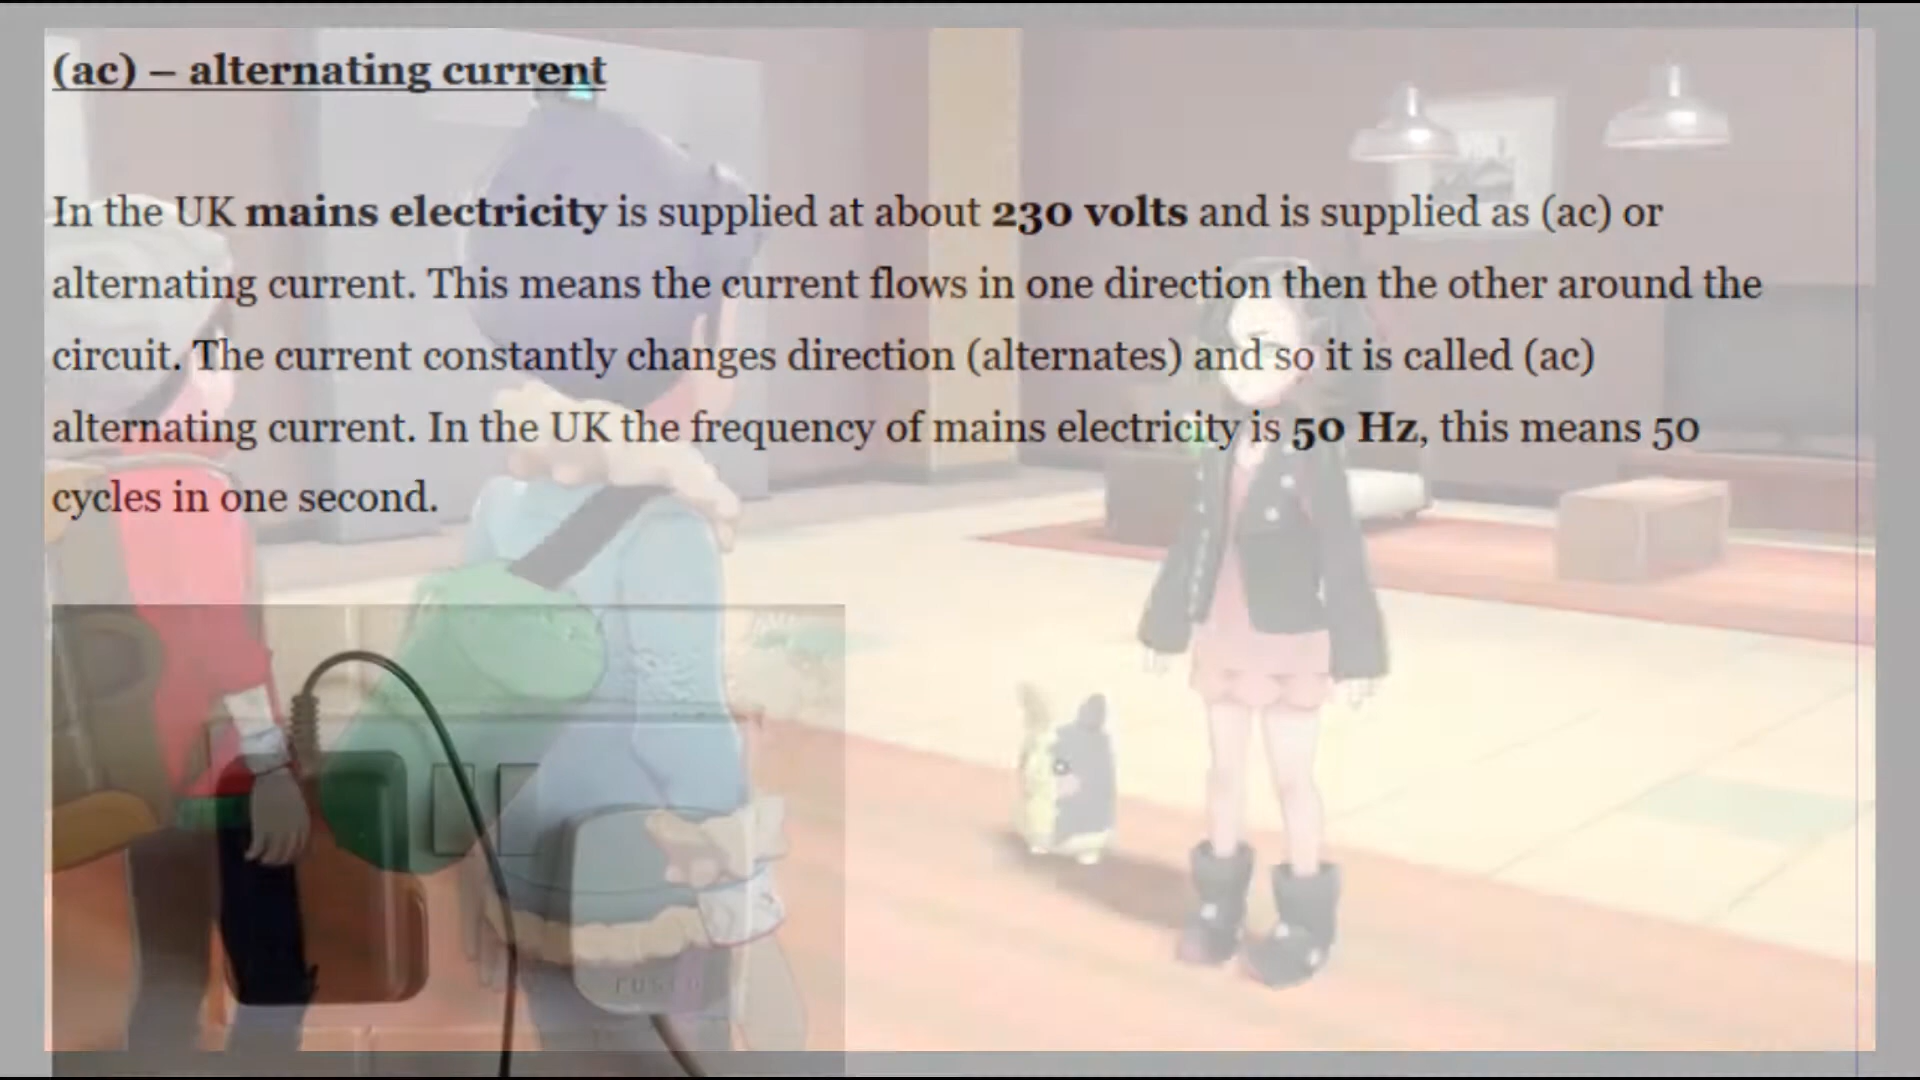 (ac) – alternating current
In the UK mains electricity is supplied at about 230 volts and is supplied as (ac) or
alternating current. This means the current flows in one direction then the other around the
circuit. The current constantly changes direction (alternates) and so it is called (ac)
alternating current. In the UK the frequency of mains electricity is 50 Hz, this means 50
cycles in one second.